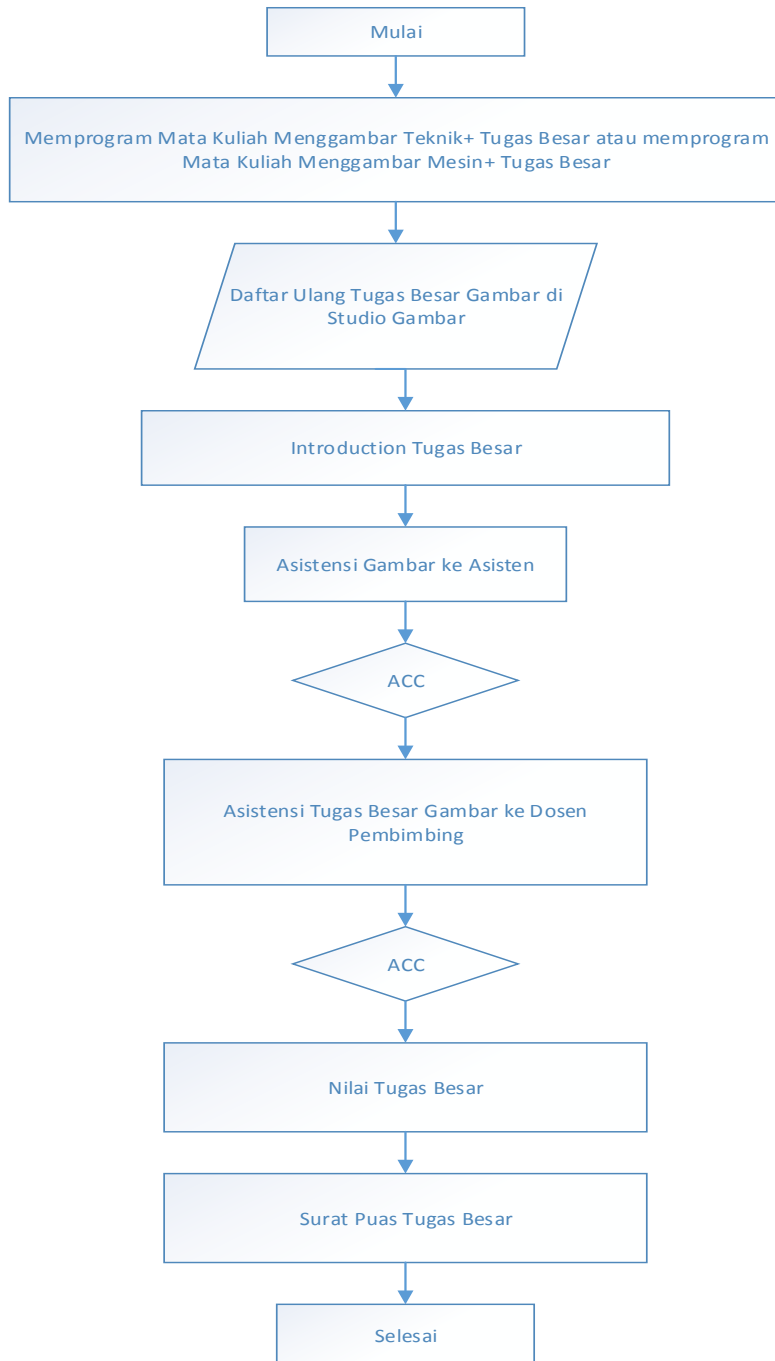 Mulai
Memprogram Mata Kuliah Menggambar Teknik+ Tugas Besar atau memprogram
Mata Kuliah Menggambar Mesin+ Tugas Besar
Daftar Ulang Tugas Besar Gambar di
Studio Gambar
Introduction Tugas Besar
Asistensi Gambar ke Asisten
ACC
Asistensi Tugas Besar Gambar ke Dosen
Pembimbing
ACC
Nilai Tugas Besar
Surat Puas Tugas Besar
Selesai